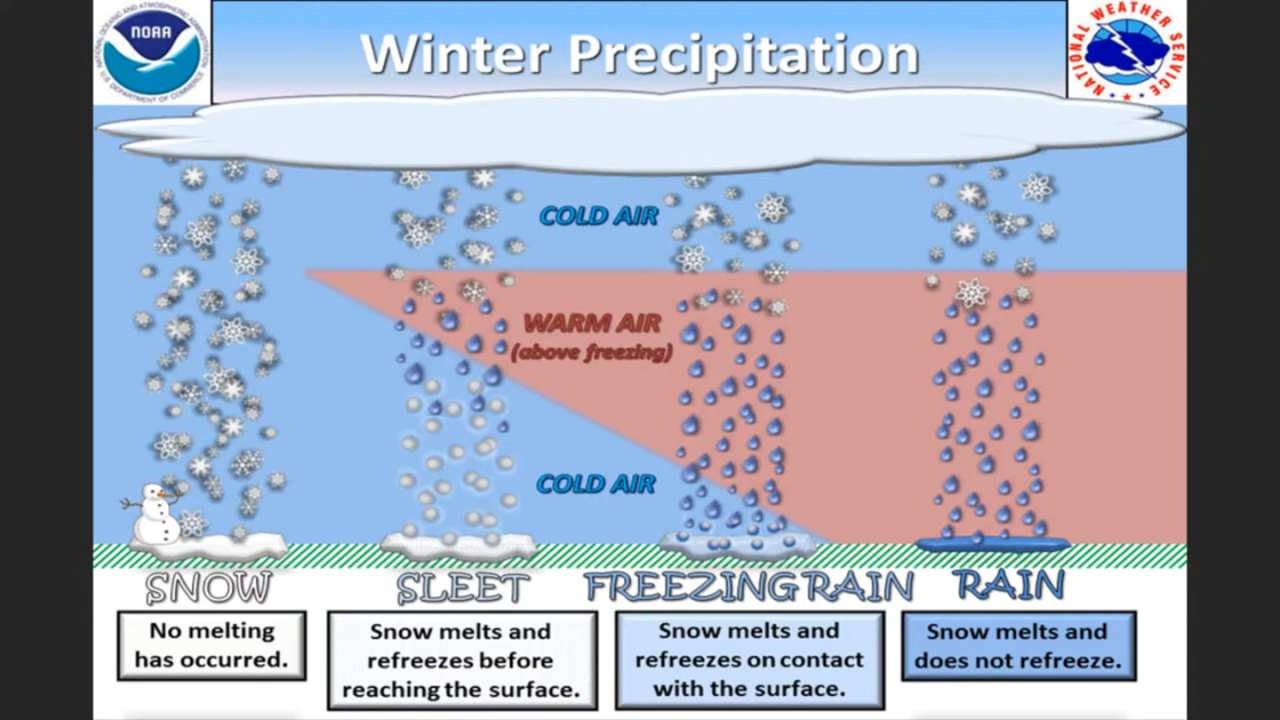 NOAA
NATIONAL OCEANIC AND ATMOSPHERIC ADMINISTRATION
U.S. DEPARTMENT OF COMMERCE
Winter Precipitation
NATIONAL WEATHER SERVICE
COLD AIR
WARM AIR
(above freezing)
COLD AIR
SNOW
SLEET
FREEZING RAIN
RAIN
No melting
has occurred.
Snow melts and
refreezes before
reaching the surface.
Snow melts and
refreezes on contact
with the surface.
Snow melts and
does not refreeze.